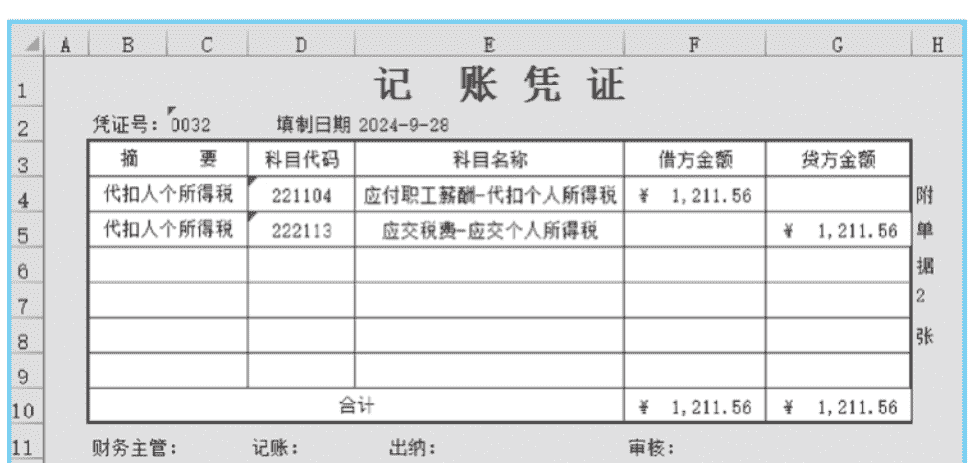 A B C D E F G H
1 记 账 凭 证
2 凭证号: 0032 填制日期 2024-9-28
3 摘 要 科目代码 科目名称 借方金额 贷方金额
4 代扣人个所得税 221104 应付职工薪酬-代扣个人所得税 ¥ 1,211.56 附
5 代扣人个所得税 222113 应交税费-应交个人所得税 ¥ 1,211.56 单
6 据
7 2
8 张
9
10 合计 ¥ 1,211.56 ¥ 1,211.56
11 财务主管: 记账: 出纳: 审核: